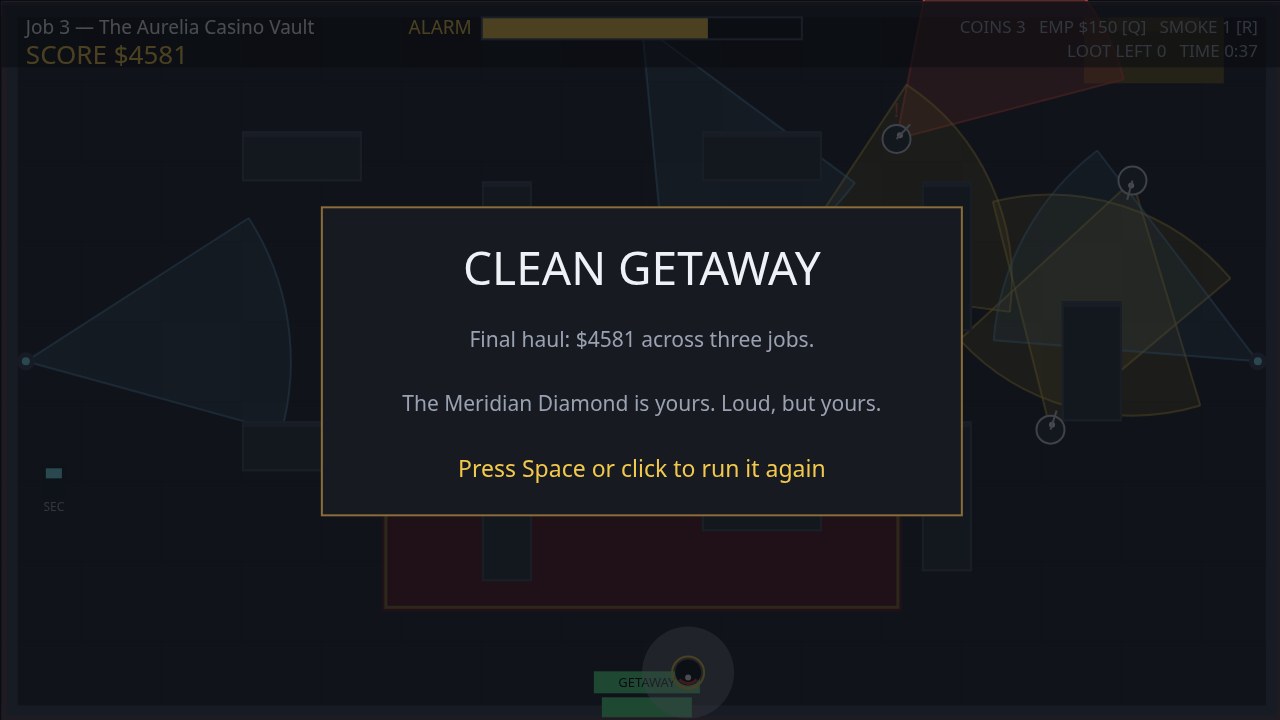 Job 3 — The Aurelia Casino Vault
SCORE $4581
ALARM
COINS 3 EMP $150 [Q] SMOKE 1 [R]
LOOT LEFT 0 TIME 0:37
CLEAN GETAWAY
Final haul: $4581 across three jobs.
The Meridian Diamond is yours. Loud, but yours.
Press Space or click to run it again
SEC
GETAWAY